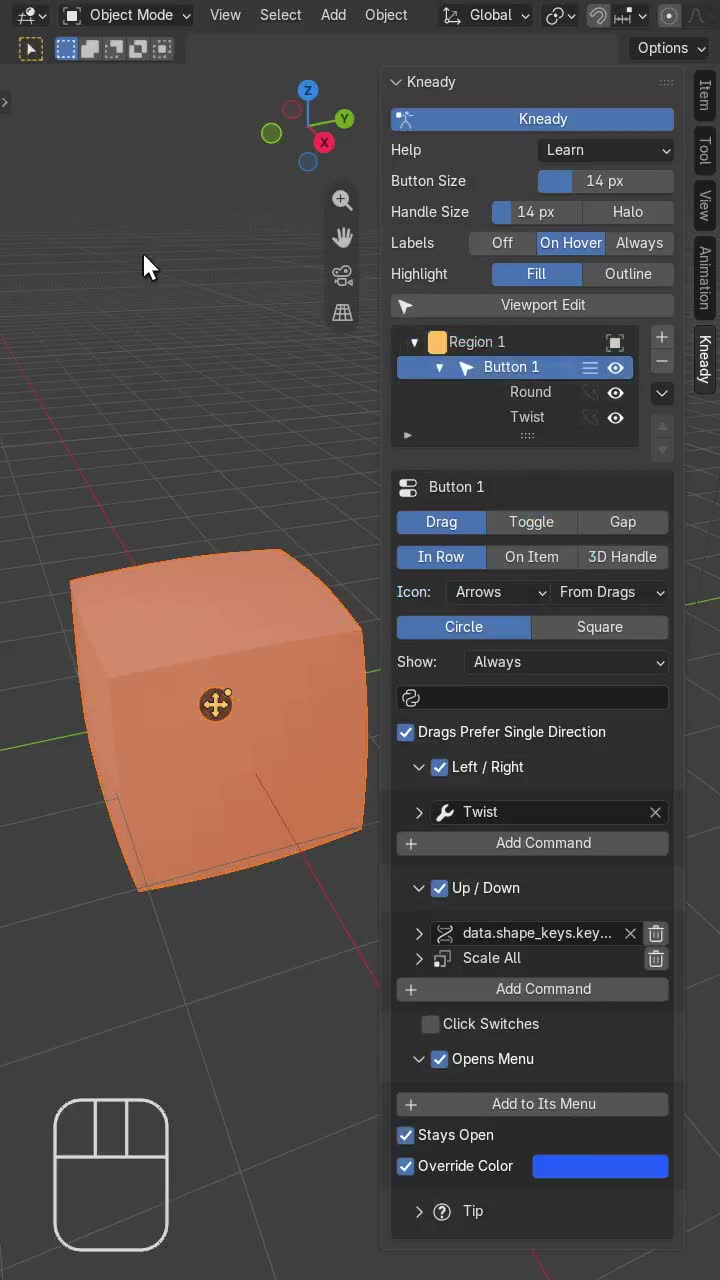 Object Mode View Select Add Object Global
Options
Kneady
Item
Tool
View
Animation
Kneady
Z
Y
X
Kneady
Help Learn
Button Size 14 px
Handle Size 14 px Halo
Labels Off On Hover Always
Highlight Fill Outline
Viewport Edit
Region 1
Button 1
Round
Twist
Button 1
Drag Toggle Gap
In Row On Item 3D Handle
Icon: Arrows From Drags
Circle Square
Show: Always
Drags Prefer Single Direction
Left / Right
Twist
Add Command
Up / Down
data.shape_keys.key...
Scale All
Add Command
Click Switches
Opens Menu
Add to Its Menu
Stays Open
Override Color
Tip